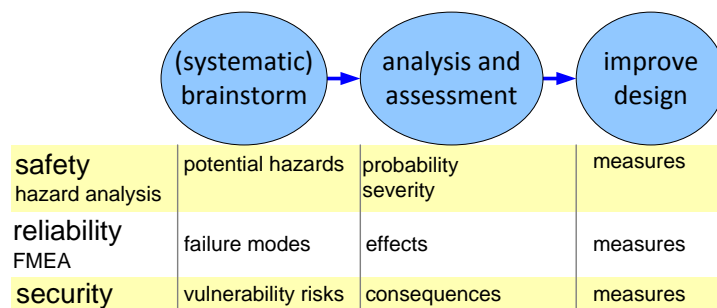 (systematic)
brainstorm
analysis and
assessment
improve
design
safety
hazard analysis
potential hazards
probability
severity
measures
reliability
FMEA
failure modes
effects
measures
security
vulnerability risks
consequences
measures